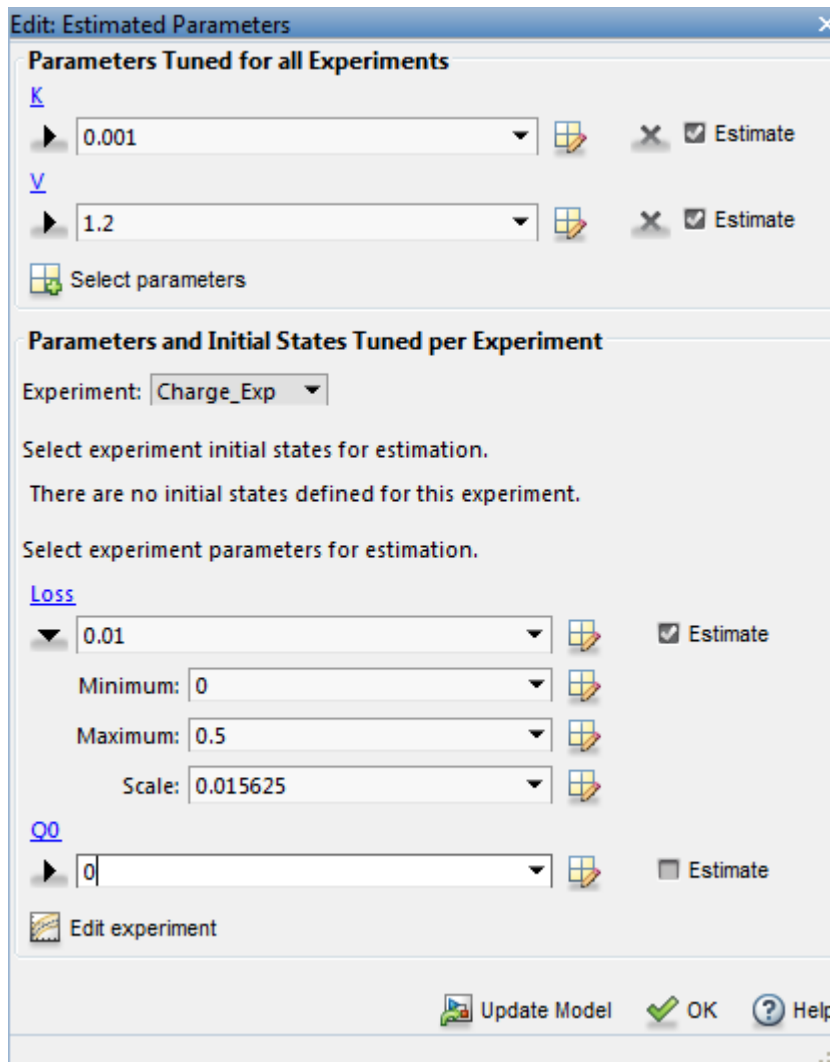 Edit: Estimated Parameters
Parameters Tuned for all Experiments
K
0.001 Estimate
V
1.2 Estimate
Select parameters
Parameters and Initial States Tuned per Experiment
Experiment: Charge_Exp
Select experiment initial states for estimation.
There are no initial states defined for this experiment.
Select experiment parameters for estimation.
Loss
0.01 Estimate
Minimum: 0
Maximum: 0.5
Scale: 0.015625
Q0
0 Estimate
Edit experiment
Update Model OK Help